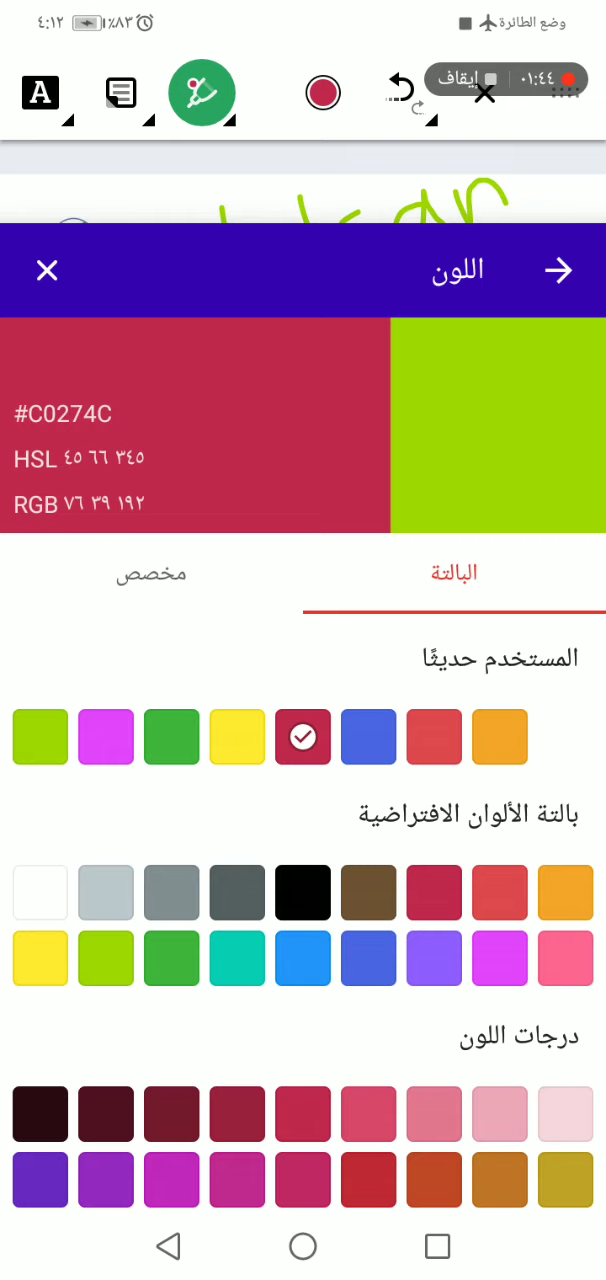 ٤:١٢ ٪٨٣ وضع الطائرة
A إيقاف ٠١:٤٤
اللون
#C0274C
HSL ٣٤٥ ٦٦ ٤٥
RGB ١٩٢ ٣٩ ٧٦
البالتة مخصص
المستخدم حديثًا
بالتة الألوان الافتراضية
درجات اللون